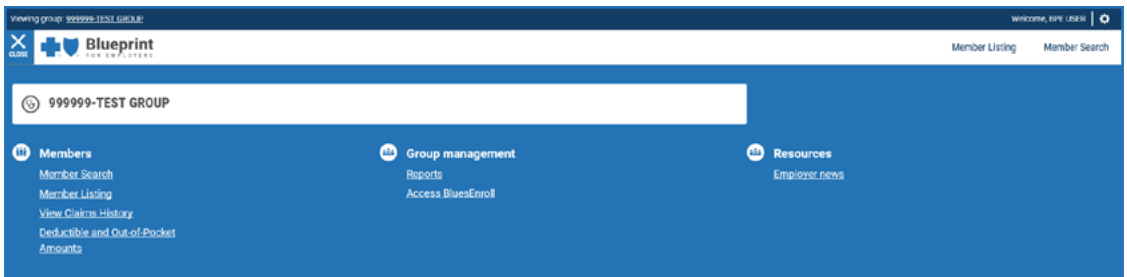 Viewing group: 999999-TEST GROUP
Welcome, BPE USER
CLOSE
Blueprint
FOR EMPLOYERS
Member Listing
Member Search
999999-TEST GROUP
Members
Member Search
Member Listing
View Claims History
Deductible and Out-of-Pocket
Amounts
Group management
Reports
Access BluesEnroll
Resources
Employer news